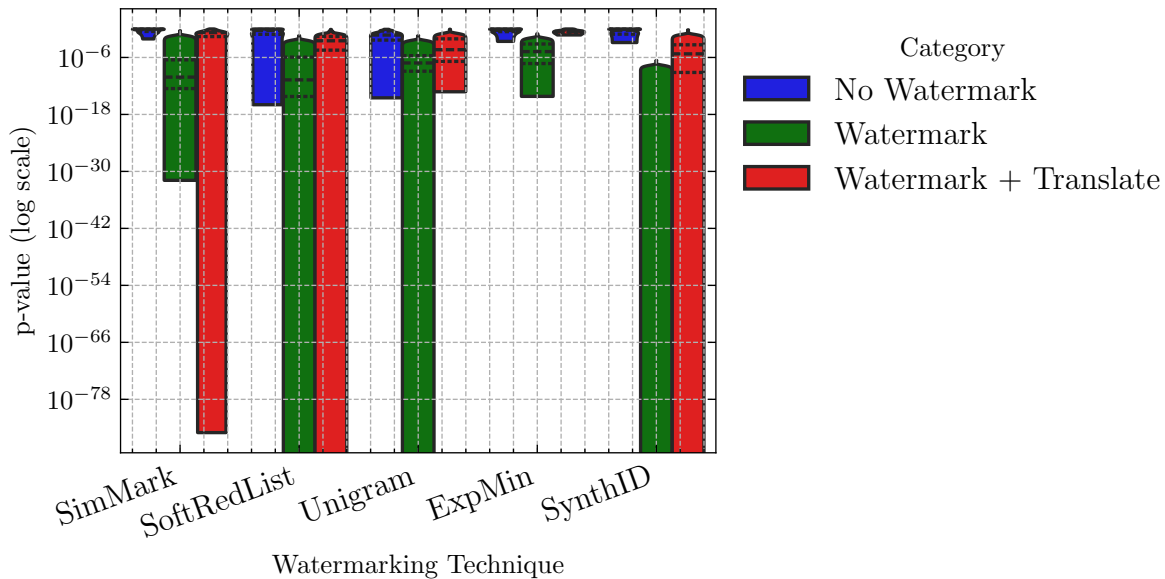 p-value (log scale)
10^−6
10^−18
10^−30
10^−42
10^−54
10^−66
10^−78
SimMark
SoftRedList
Unigram
ExpMin
SynthID
Watermarking Technique
Category
No Watermark
Watermark
Watermark + Translate